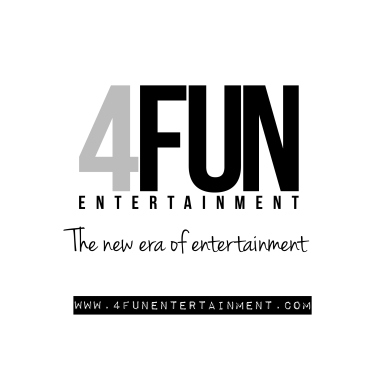 4FUN
ENTERTAINMENT
The new era of entertainment
WWW.4FUNENTERTAINMENT.COM